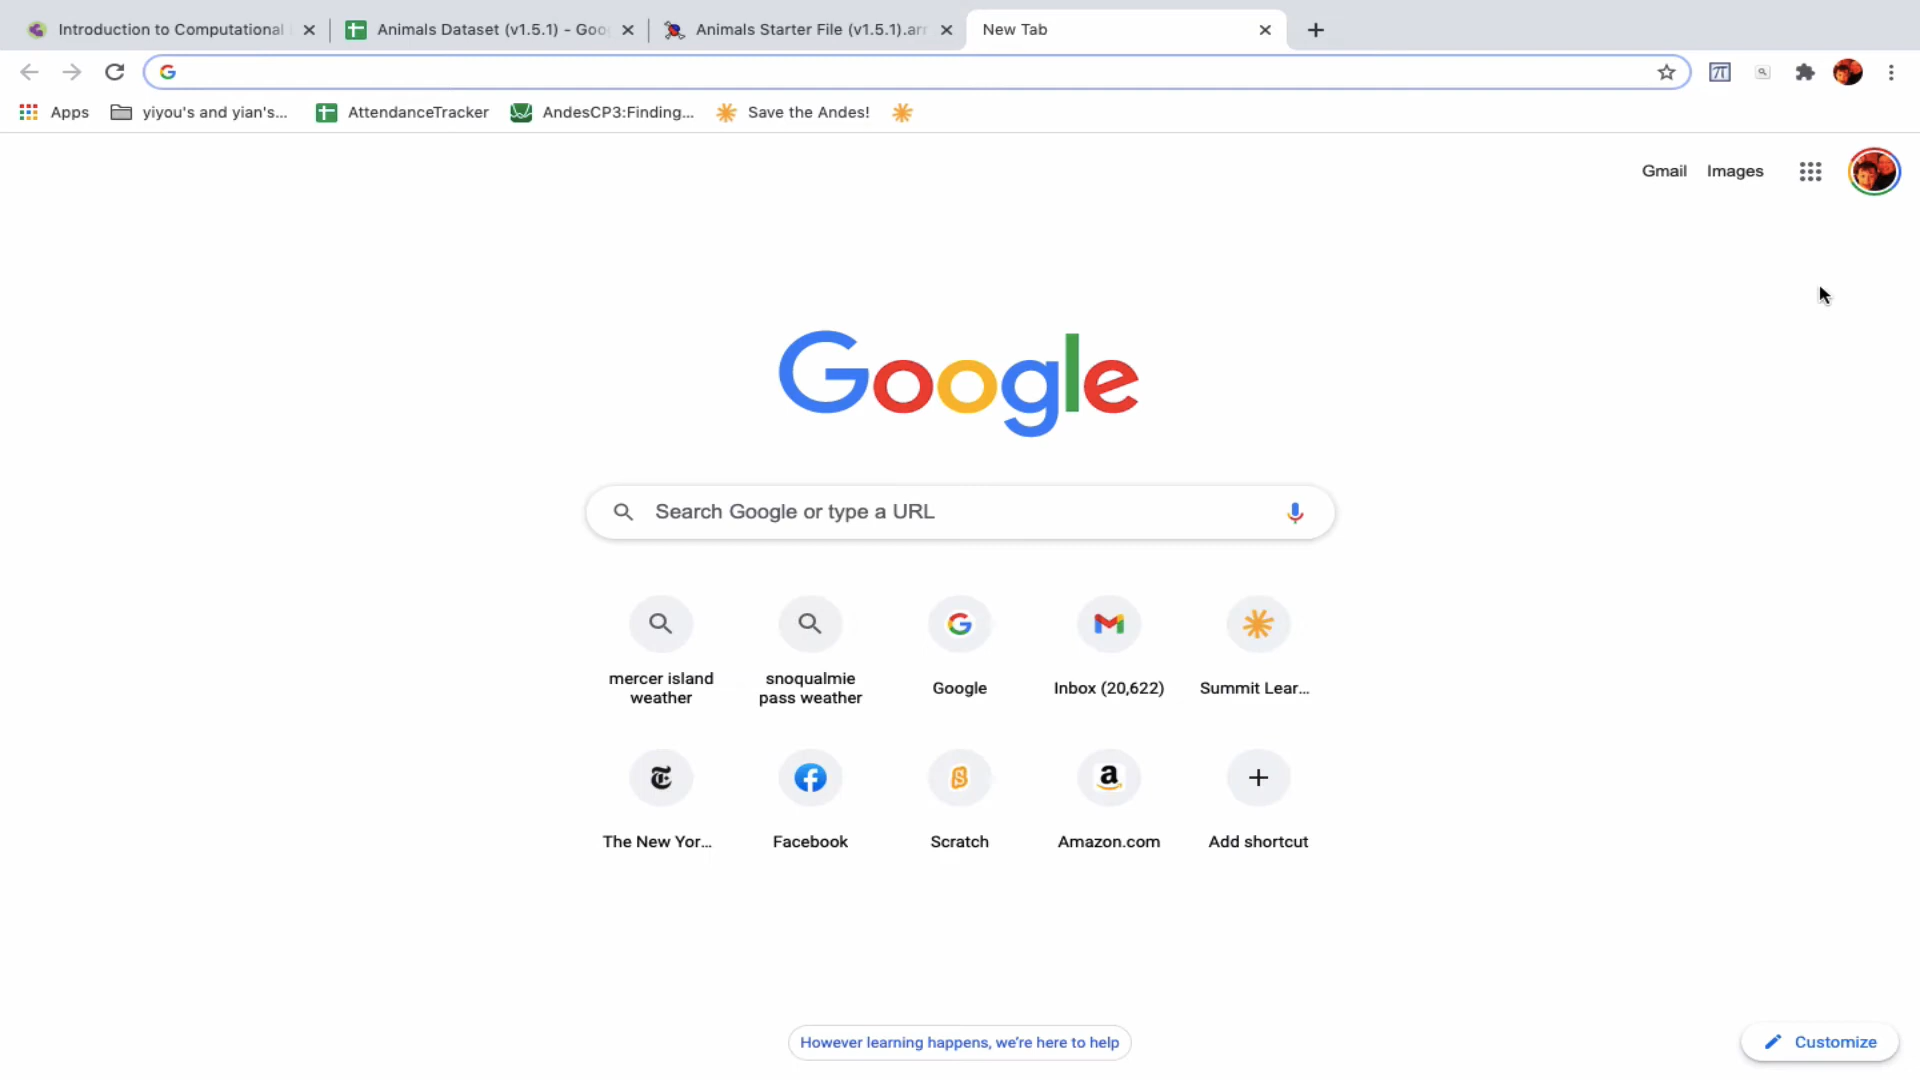 Introduction to Computational
Animals Dataset (v1.5.1) - Goo
Animals Starter File (v1.5.1).arr
New Tab
Apps
yiyou's and yian's...
AttendanceTracker
AndesCP3:Finding...
Save the Andes!
Gmail
Images
Google
Search Google or type a URL
mercer island
weather
snoqualmie
pass weather
Google
Inbox (20,622)
Summit Lear...
The New Yor...
Facebook
Scratch
Amazon.com
Add shortcut
However learning happens, we're here to help
Customize